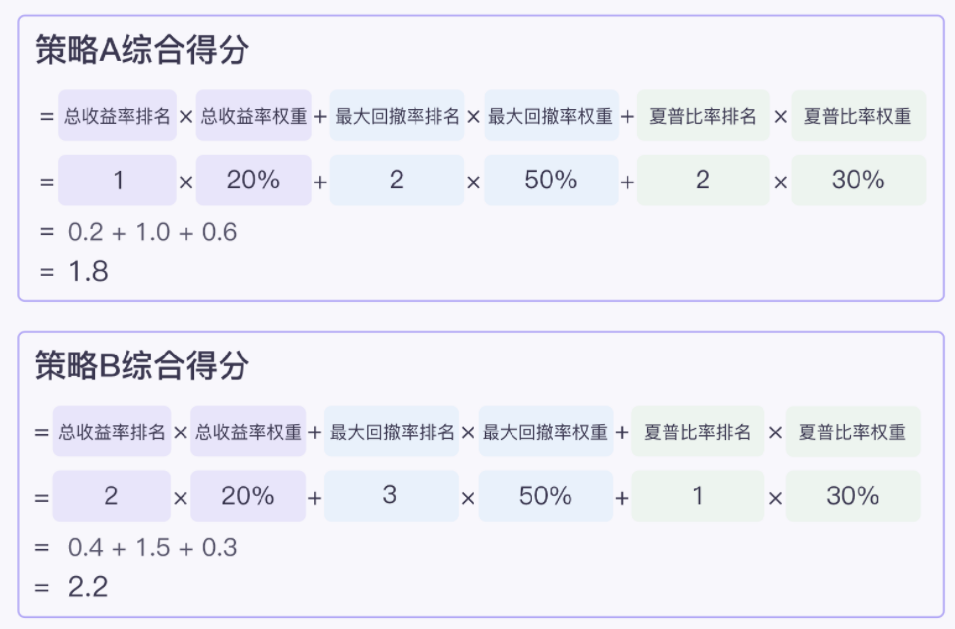 策略A综合得分
= 总收益率排名 × 总收益率权重 + 最大回撤率排名 × 最大回撤率权重 + 夏普比率排名 × 夏普比率权重
= 1 × 20% + 2 × 50% + 2 × 30%
= 0.2 + 1.0 + 0.6
= 1.8
策略B综合得分
= 总收益率排名 × 总收益率权重 + 最大回撤率排名 × 最大回撤率权重 + 夏普比率排名 × 夏普比率权重
= 2 × 20% + 3 × 50% + 1 × 30%
= 0.4 + 1.5 + 0.3
= 2.2